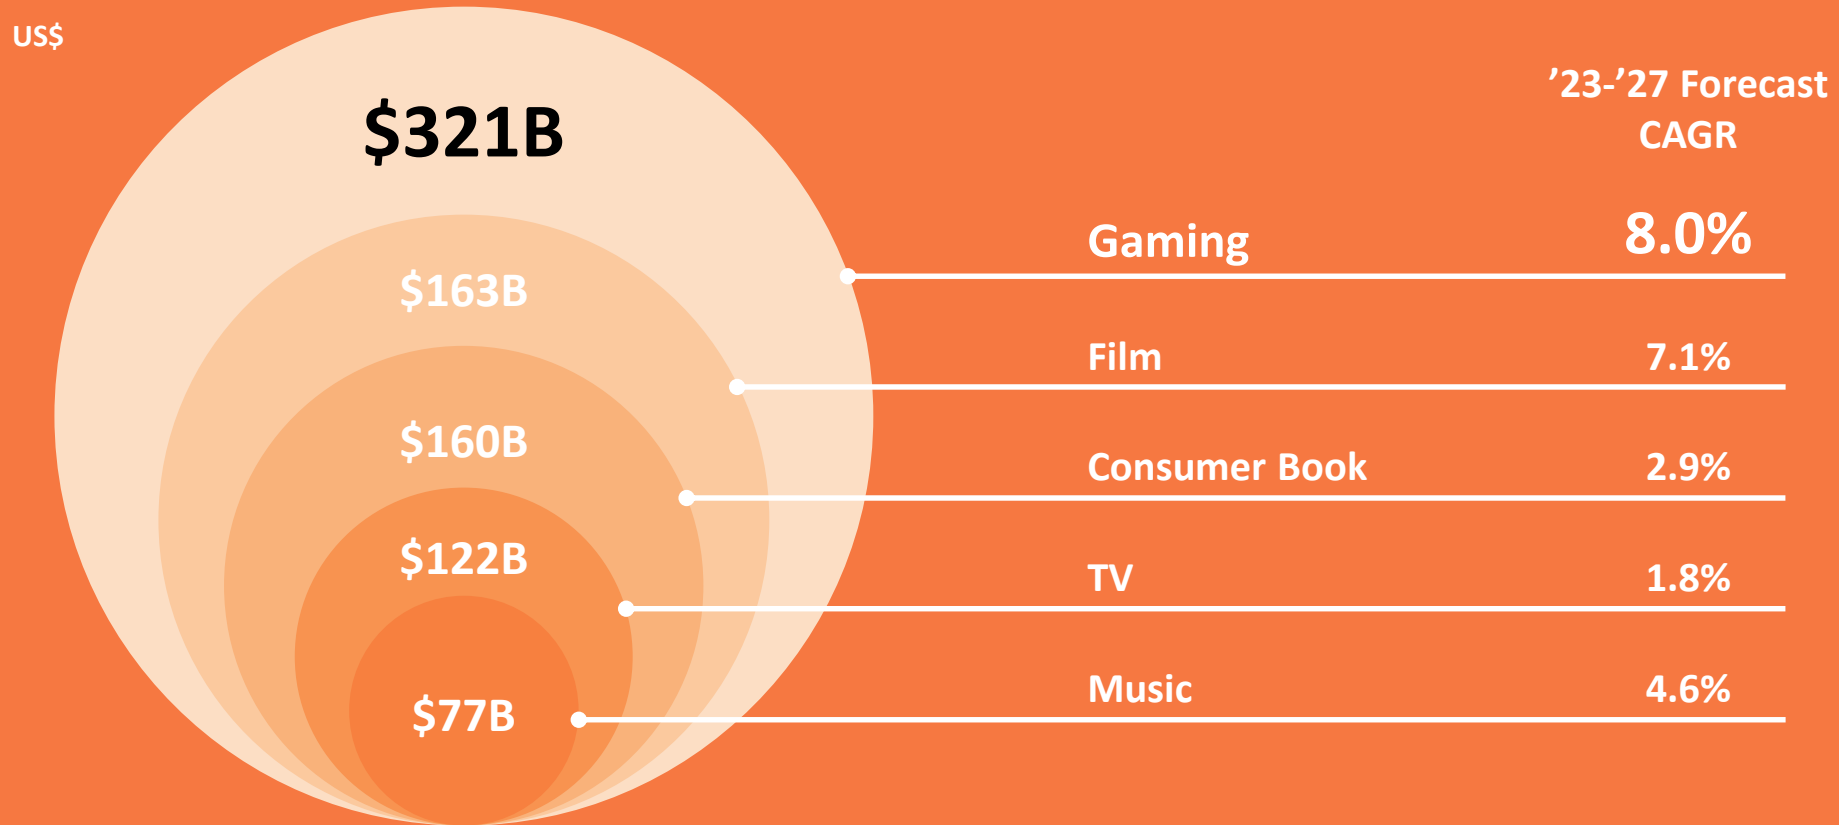 US$
’23-’27 Forecast
CAGR
$321B
Gaming
8.0%
$163B
Film
7.1%
$160B
Consumer Book
2.9%
$122B
TV
1.8%
$77B
Music
4.6%